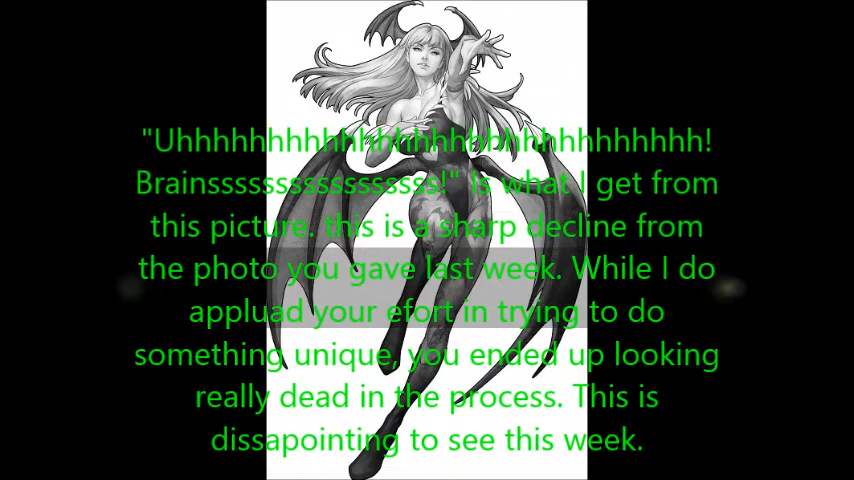 "Uhhhhhhhhhhhhhhhhhhhhhhhhhhhhhhh!
Brainsssssssssssssssss!" Is what I get from
this picture. this is a sharp decline from
the photo you gave last week. While I do
appluad your efort in trying to do
something unique, you ended up looking
really dead in the process. This is
dissapointing to see this week.